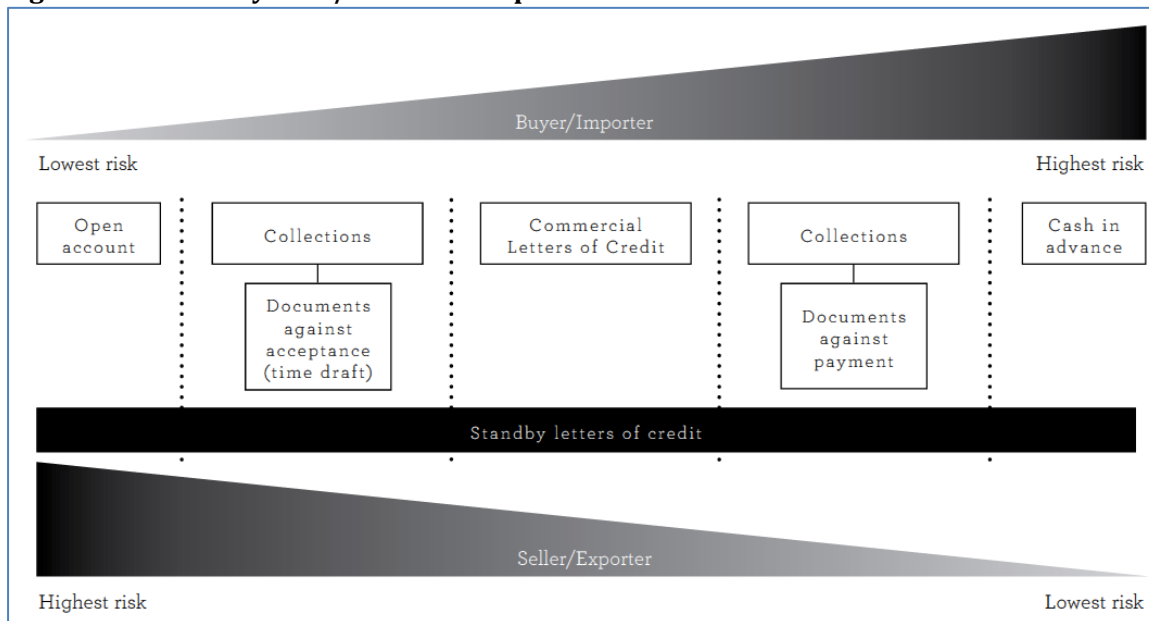 Buyer/Importer
Lowest risk
Highest risk
Open
account
Collections
Commercial
Letters of Credit
Collections
Cash in
advance
Documents
against
acceptance
(time draft)
Documents
against
payment
Standby letters of credit
Seller/Exporter
Highest risk
Lowest risk